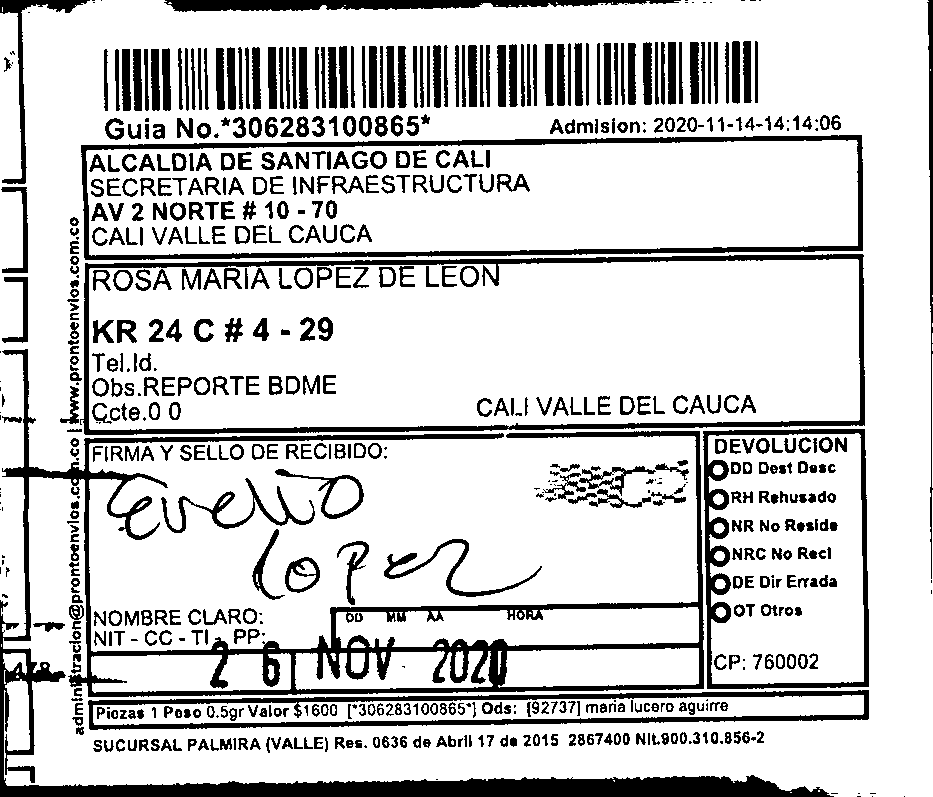 Guia No.*306283100865*
Admision: 2020-11-14-14:14:06
ALCALDIA DE SANTIAGO DE CALI
SECRETARIA DE INFRAESTRUCTURA
AV 2 NORTE # 10 - 70
CALI VALLE DEL CAUCA
ROSA MARIA LOPEZ DE LEON
KR 24 C # 4 - 29
Tel.Id.
Obs.REPORTE BDME
Ccte.0 0
CALI VALLE DEL CAUCA
administracion@prontoenvios.com.co | www.prontoenvios.com.co
FIRMA Y SELLO DE RECIBIDO:
Evelio
Lopez
NOMBRE CLARO:
NIT - CC - TI - PP:
DD MM AA HORA
26 NOV 2020
DEVOLUCION
DD Dest Desc
RH Rehusado
NR No Reside
NRC No Recl
DE Dir Errada
OT Otros
CP: 760002
Piezas 1 Peso 0.5gr Valor $1600 [*306283100865*] Ods: [92737] maria lucero aguirre
SUCURSAL PALMIRA (VALLE) Res. 0636 de Abril 17 de 2015 2867400 Nit.900.310.856-2